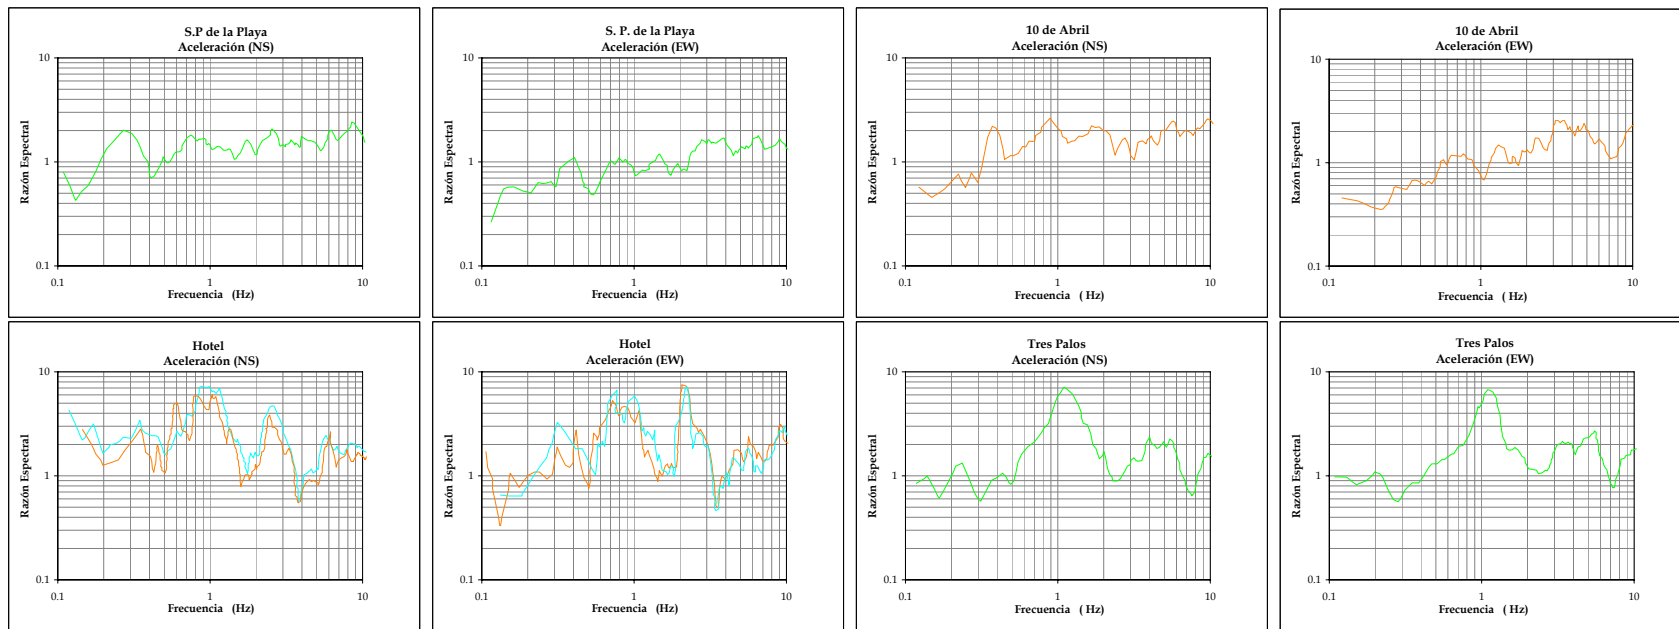 S.P de la Playa
Aceleración (NS)
10
1
0.1
0.1
1
10
Razón Espectral
Frecuencia (Hz)
S. P. de la Playa
Aceleración (EW)
10
1
0.1
0.1
1
10
Razón Espectral
Frecuencia (Hz)
10 de Abril
Aceleración (NS)
10
1
0.1
0.1
1
10
Razón Espectral
Frecuencia ( Hz)
10 de Abril
Aceleración (EW)
10
1
0.1
0.1
1
10
Razón Espectral
Frecuencia ( Hz)
Hotel
Aceleración (NS)
10
1
0.1
0.1
1
10
Razón Espectral
Frecuencia (Hz)
Hotel
Aceleración (EW)
10
1
0.1
0.1
1
10
Razón Espectral
Frecuencia (Hz)
Tres Palos
Aceleración (NS)
10
1
0.1
0.1
1
10
Razón Espectral
Frecuencia ( Hz)
Tres Palos
Aceleración (EW)
10
1
0.1
0.1
1
10
Razón Espectral
Frecuencia ( Hz)